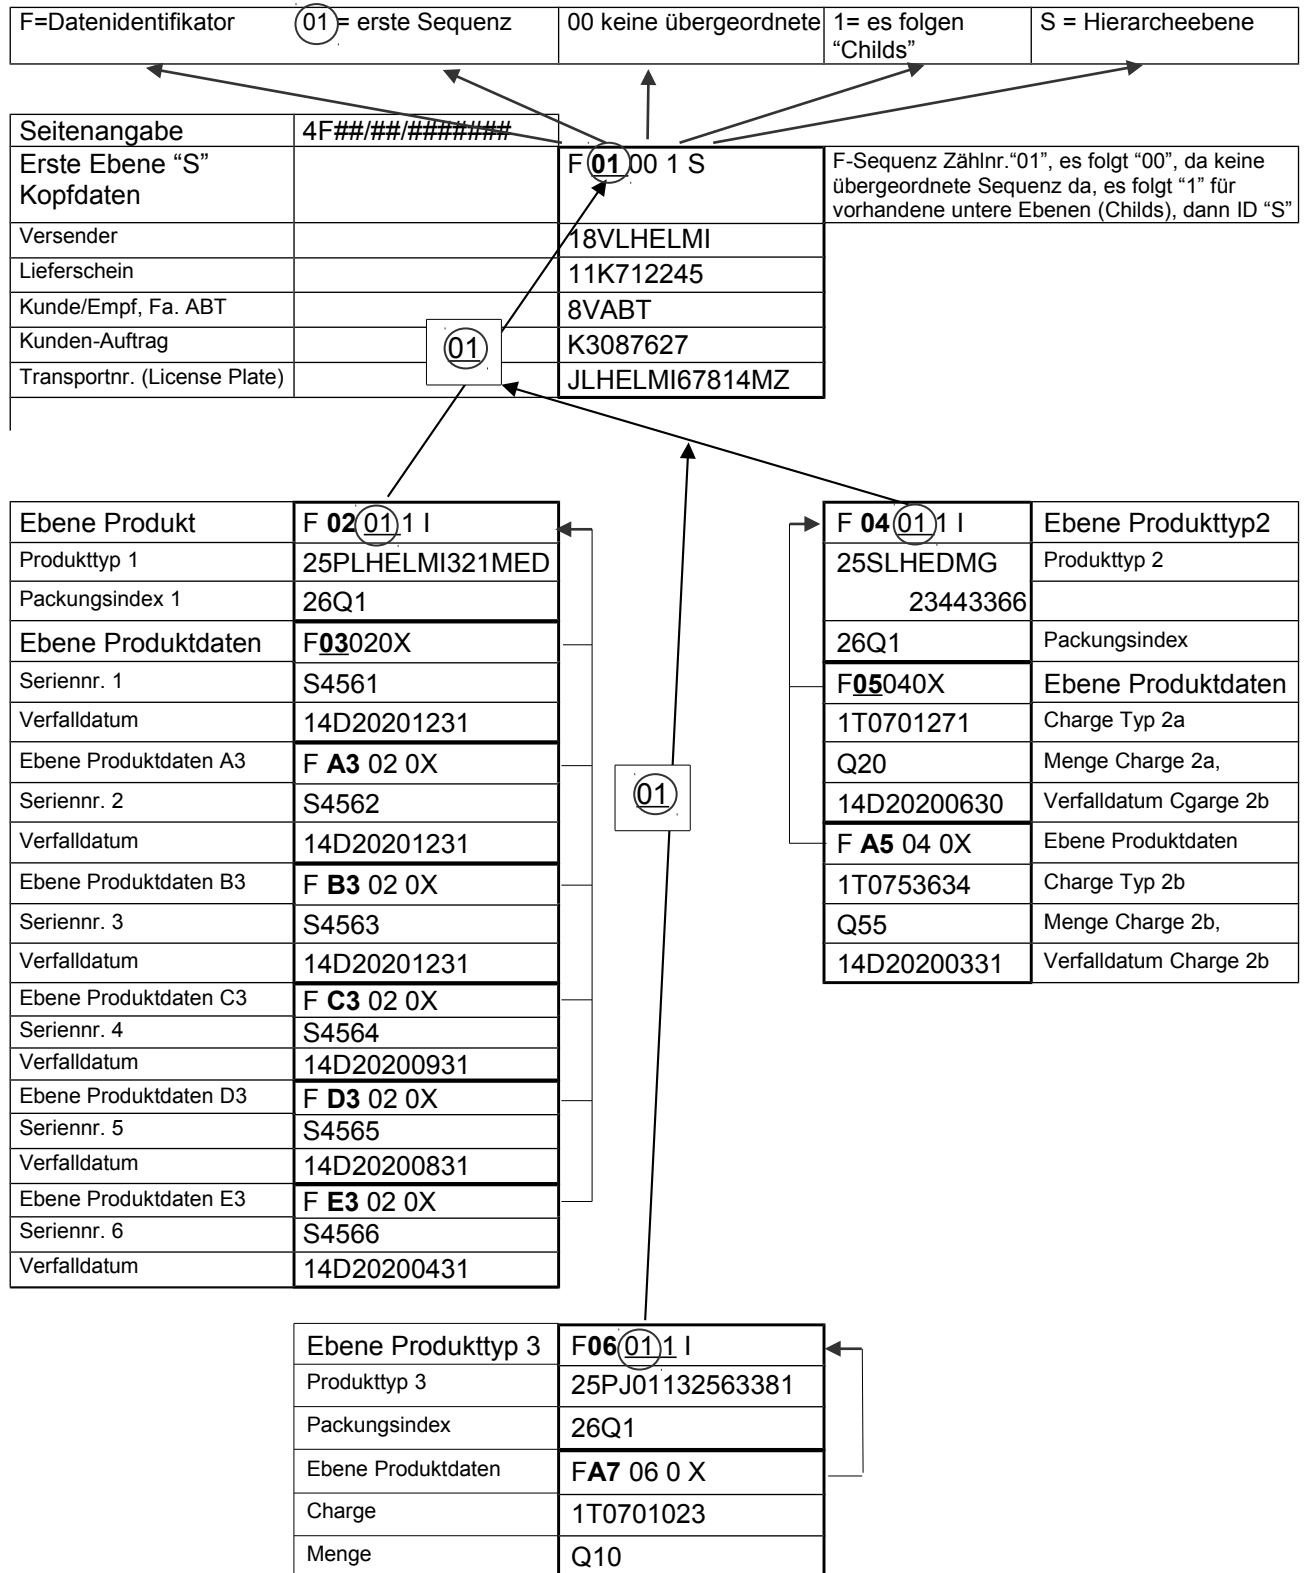 F=Datenidentifikator 01 = erste Sequenz 00 keine übergeordnete 1= es folgen S = Hierarcheebene
“Childs”
Seitenangabe 4F##/##/#######
Erste Ebene “S” F 01 00 1 S F-Sequenz Zählnr.“01”, es folgt “00”, da keine
Kopfdaten übergeordnete Sequenz da, es folgt “1” für
vorhandene untere Ebenen (Childs), dann ID “S”
Versender 18VLHELMI
Lieferschein 11K712245
Kunde/Empf, Fa. ABT 8VABT
Kunden-Auftrag K3087627
01
Transportnr. (License Plate) JLHELMI67814MZ
Ebene Produkt F 02 01 1 I
Produkttyp 1 25PLHELMI321MED
Packungsindex 1 26Q1
Ebene Produktdaten F03020X
Seriennr. 1 S4561
Verfalldatum 14D20201231
Ebene Produktdaten A3 F A3 02 0X
Seriennr. 2 S4562
Verfalldatum 14D20201231
Ebene Produktdaten B3 F B3 02 0X
Seriennr. 3 S4563
Verfalldatum 14D20201231
Ebene Produktdaten C3 F C3 02 0X
Seriennr. 4 S4564
Verfalldatum 14D20200931
Ebene Produktdaten D3 F D3 02 0X
Seriennr. 5 S4565
Verfalldatum 14D20200831
Ebene Produktdaten E3 F E3 02 0X
Seriennr. 6 S4566
Verfalldatum 14D20200431
01
F 04 01 1 I Ebene Produkttyp2
25SLHEDMG Produkttyp 2
23443366
26Q1 Packungsindex
F05040X Ebene Produktdaten
1T0701271 Charge Typ 2a
Q20 Menge Charge 2a,
14D20200630 Verfalldatum Cgarge 2b
F A5 04 0X Ebene Produktdaten
1T0753634 Charge Typ 2b
Q55 Menge Charge 2b,
14D20200331 Verfalldatum Charge 2b
Ebene Produkttyp 3 F06 01 1 I
Produkttyp 3 25PJ01132563381
Packungsindex 26Q1
Ebene Produktdaten FA7 06 0 X
Charge 1T0701023
Menge Q10